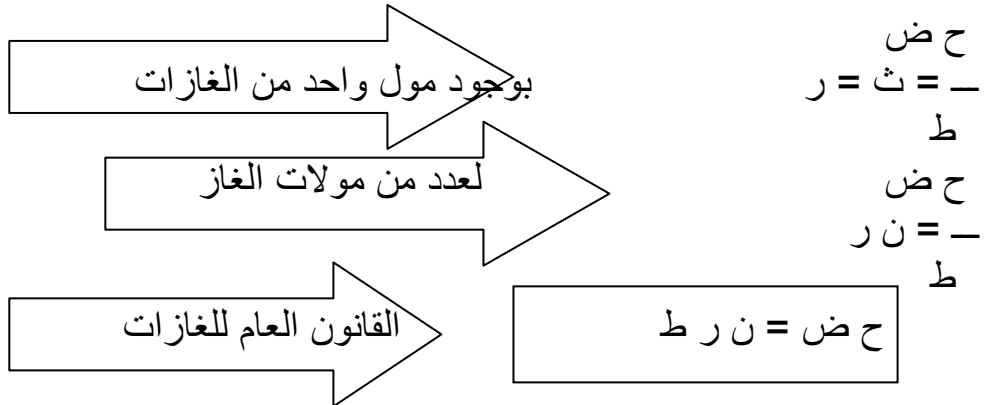 ح ض
ــ = ث = ر
بوجود مول واحد من الغازات
ط
ح ض
لعدد من مولات الغاز
ــ = ن ر
ط
ح ض = ن ر ط
القانون العام للغازات